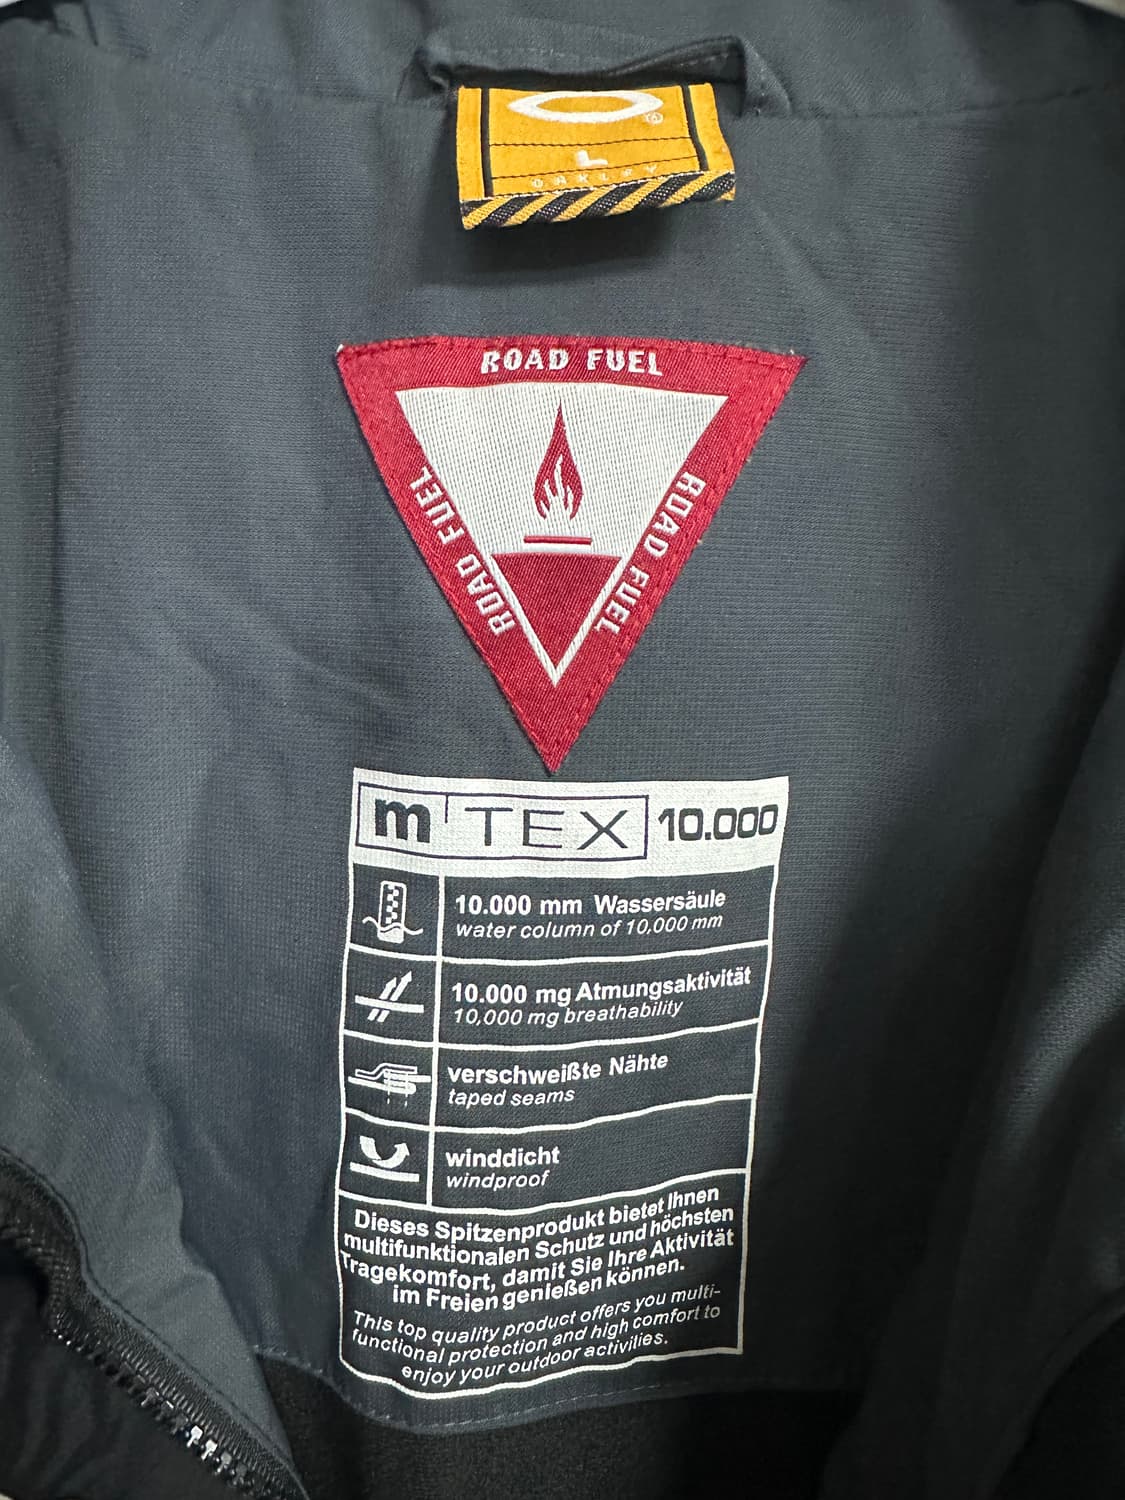 L
OAKLEY
ROAD FUEL
ROAD FUEL
ROAD FUEL
m TEX 10.000
10.000 mm Wassersäule
water column of 10,000 mm
10.000 mg Atmungsaktivität
10,000 mg breathability
verschweißte Nähte
taped seams
winddicht
windproof
Dieses Spitzenprodukt bietet Ihnen
multifunktionalen Schutz und höchsten
Tragekomfort, damit Sie Ihre Aktivität
im Freien genießen können.
This top quality product offers you multi-
functional protection and high comfort to
enjoy your outdoor activities.